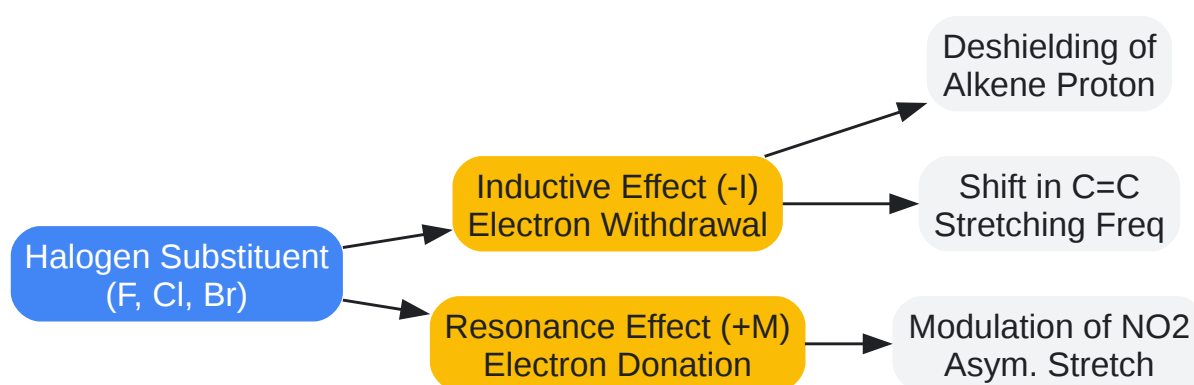 Deshielding of
Alkene Proton
Inductive Effect (-I)
Electron Withdrawal
Shift in C=C
Stretching Freq
Halogen Substituent
(F, Cl, Br)
Resonance Effect (+M)
Electron Donation
Modulation of NO2
Asym. Stretch